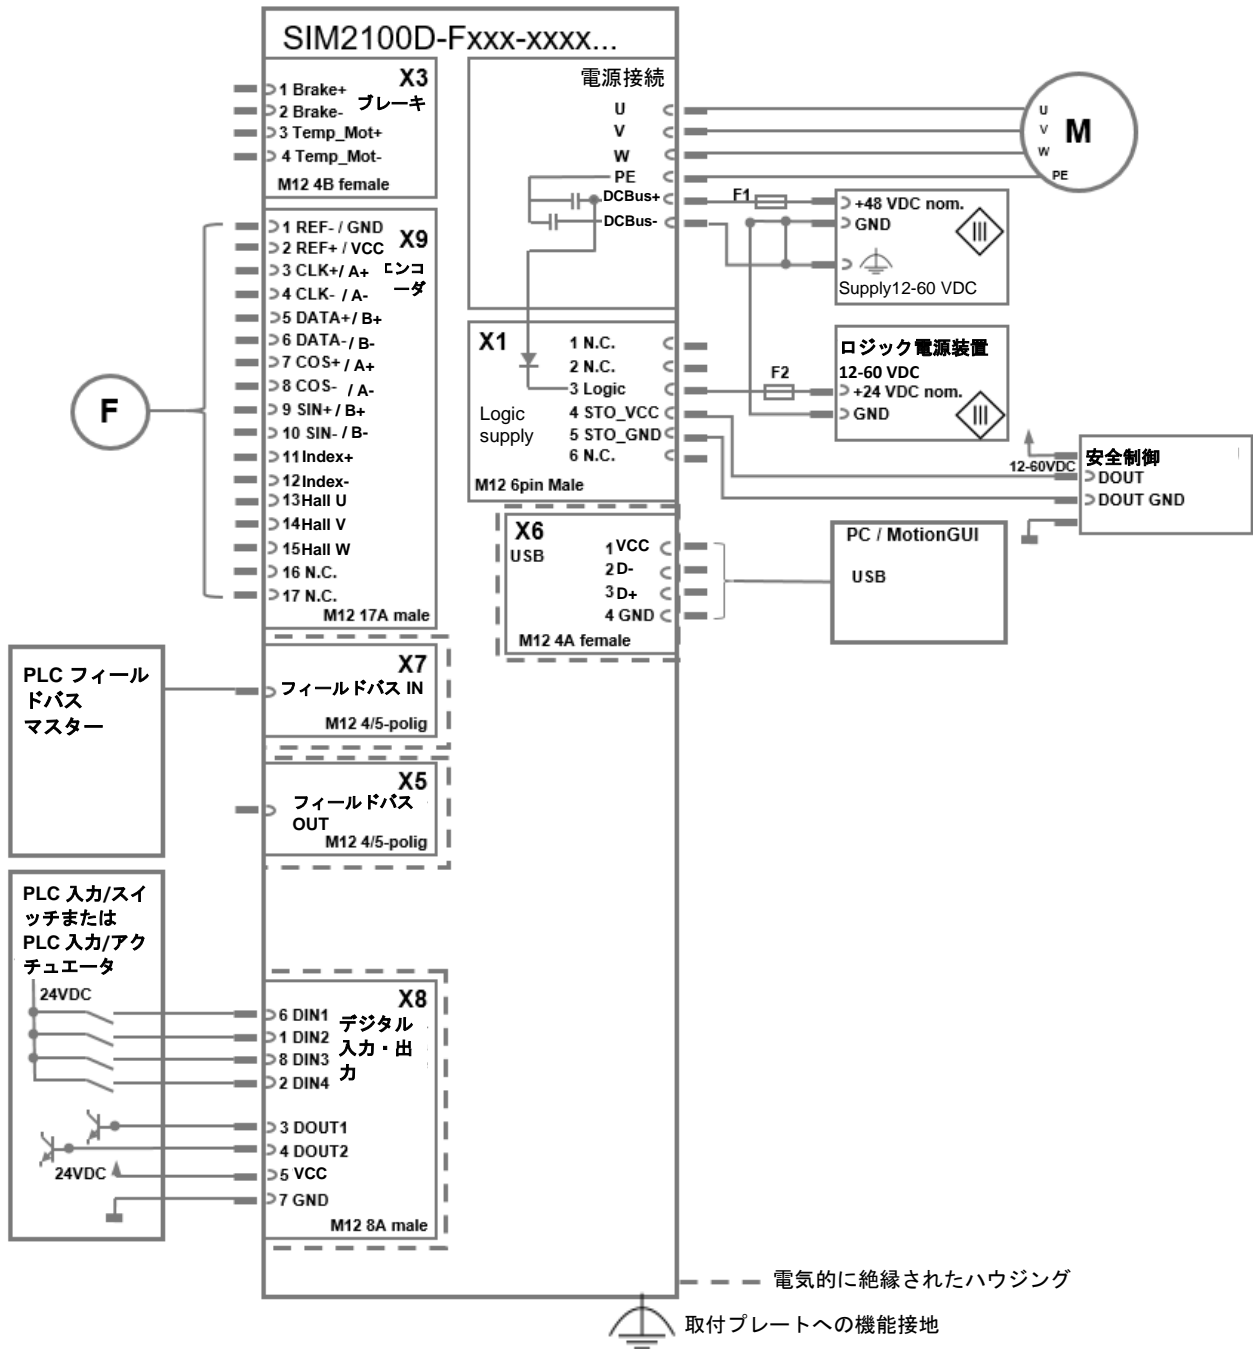 SIM2100D-Fxxx-xxxx...
X3
ブレーキ
1 Brake+
2 Brake-
3 Temp_Mot+
4 Temp_Mot-
M12 4B female
X9
エンコ
ーダ
1 REF- / GND
2 REF+ / VCC
3 CLK+/ A+
4 CLK- / A-
5 DATA+/ B+
6 DATA-/ B-
7 COS+/ A+
8 COS- / A-
9 SIN+/ B+
10 SIN- / B-
11 Index+
12 Index-
13 Hall U
14 Hall V
15 Hall W
16 N.C.
17 N.C.
M12 17A male
F
X7
フィールドバス IN
M12 4/5-polig
PLC フィール
ドバス
マスター
X5
フィールドバス
OUT
M12 4/5-polig
PLC 入力/スイ
ッチまたは
PLC 入力/アク
チュエータ
24VDC
24VDC
X8
デジタル
入力・出
力
6 DIN1
1 DIN2
8 DIN3
2 DIN4
3 DOUT1
4 DOUT2
5 VCC
7 GND
M12 8A male
電源接続
U
V
W
PE
DCBus+
DCBus-
M
U
V
W
PE
F1
+48 VDC nom.
GND
III
Supply12-60 VDC
X1
Logic
supply
1 N.C.
2 N.C.
3 Logic
4 STO_VCC
5 STO_GND
6 N.C.
M12 6pin Male
F2
ロジック電源装置
12-60 VDC
+24 VDC nom.
GND
III
12-60VDC
安全制御
DOUT
DOUT GND
X6
USB
1 VCC
2 D-
3 D+
4 GND
M12 4A female
PC / MotionGUI
USB
電気的に絶縁されたハウジング
取付プレートへの機能接地